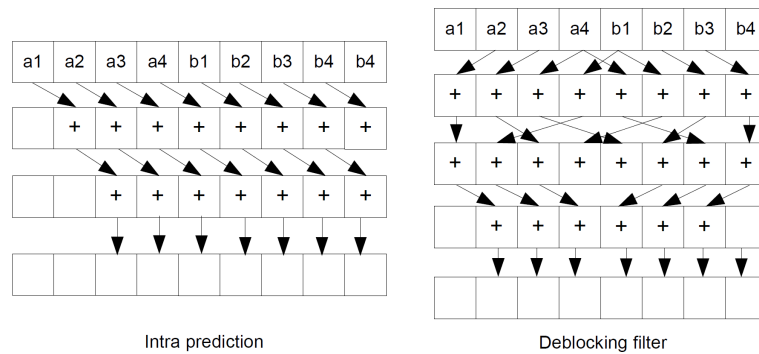 a1 a2 a3 a4 b1 b2 b3 b4 b4
+ + + + + + + +
+ + + + + + +
Intra prediction
a1 a2 a3 a4 b1 b2 b3 b4
+ + + + + + + +
+ + + + + + + +
+ + + + + +
Deblocking filter